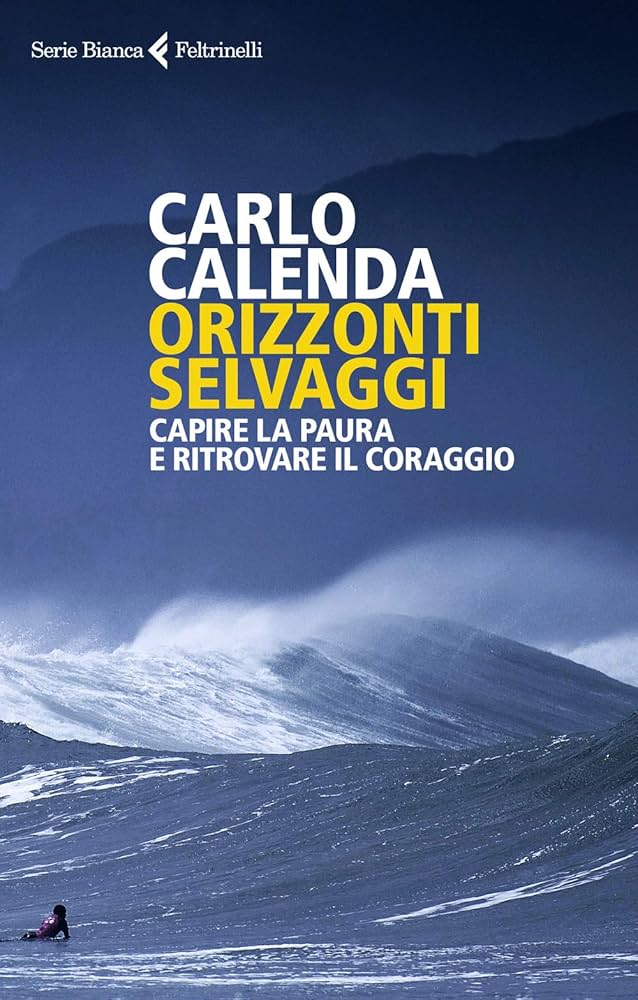 Serie Bianca Feltrinelli
CARLO
CALENDA
ORIZZONTI
SELVAGGI
CAPIRE LA PAURA
E RITROVARE IL CORAGGIO